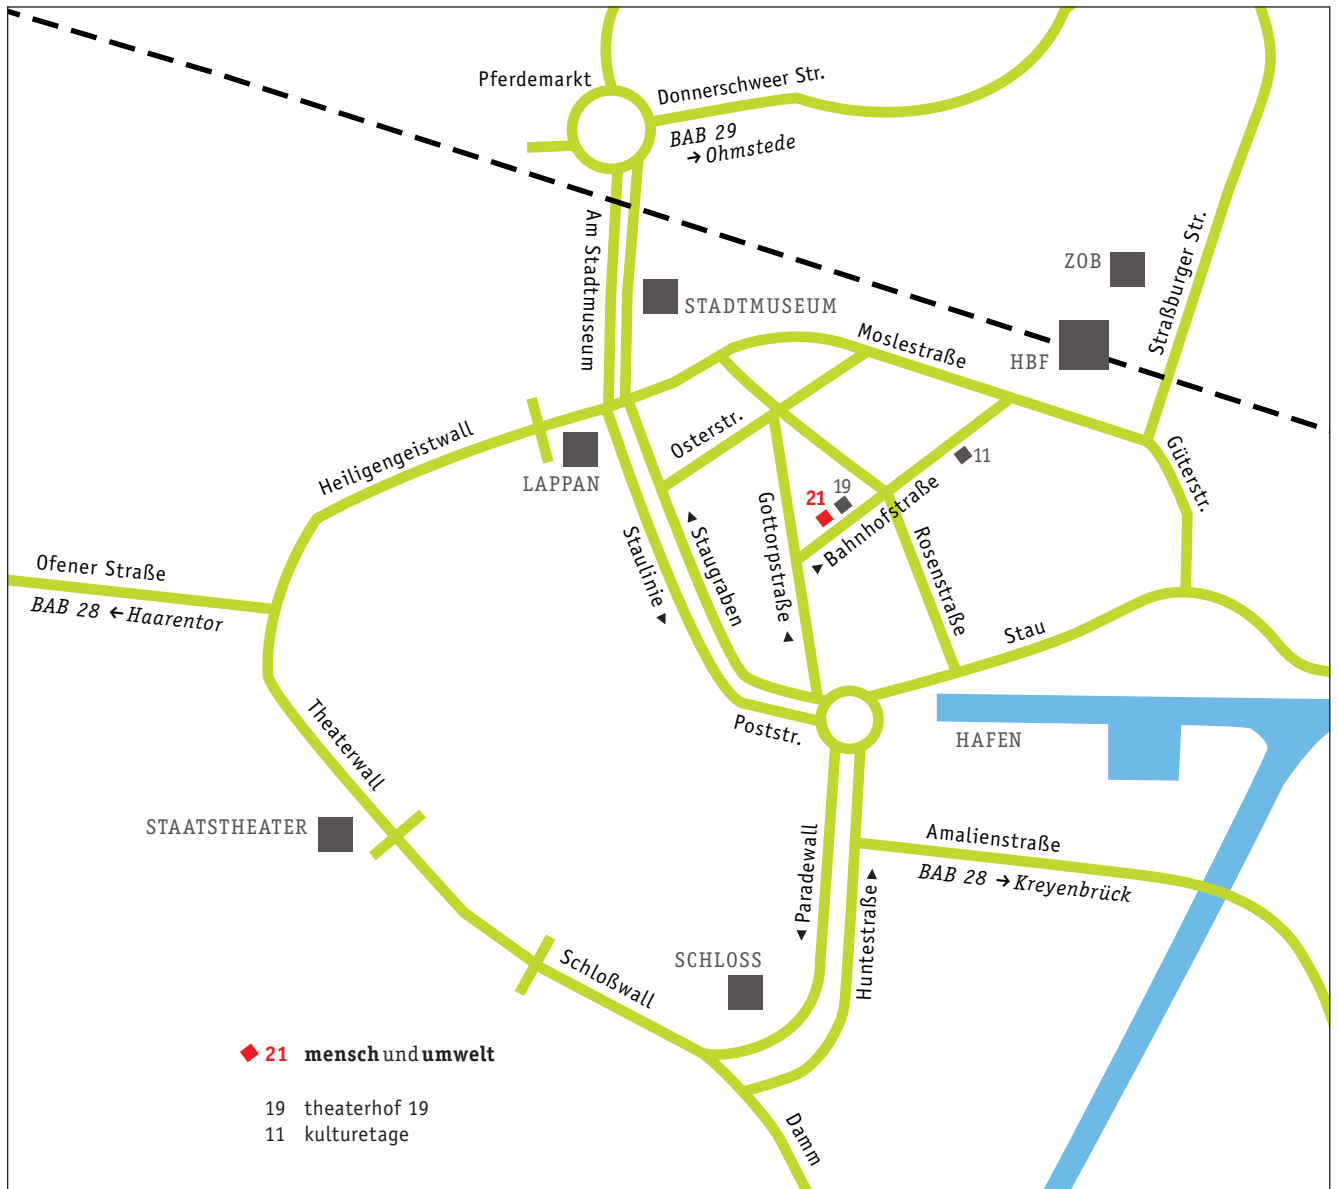 Pferdemarkt
Donnerschweer Str.
BAB 29
→ Ohmstede
Am Stadtmuseum
STADTMUSEUM
ZOB
HBF
Straßburger Str.
Moslestraße
Güterstr.
Heiligengeistwall
LAPPAN
Osterstr.
11
19
21
Bahnhofstraße
Gottorpstraße
Rosenstraße
Staulinie
Staugraben
Ofener Straße
BAB 28 ← Haarentor
Stau
Poststr.
HAFEN
Theaterwall
STAATSTHEATER
Amalienstraße
BAB 28 → Kreyenbrück
Paradewall
Huntestraße
SCHLOSS
Schloßwall
Damm
21 mensch und umwelt
19 theaterhof 19
11 kulturetage